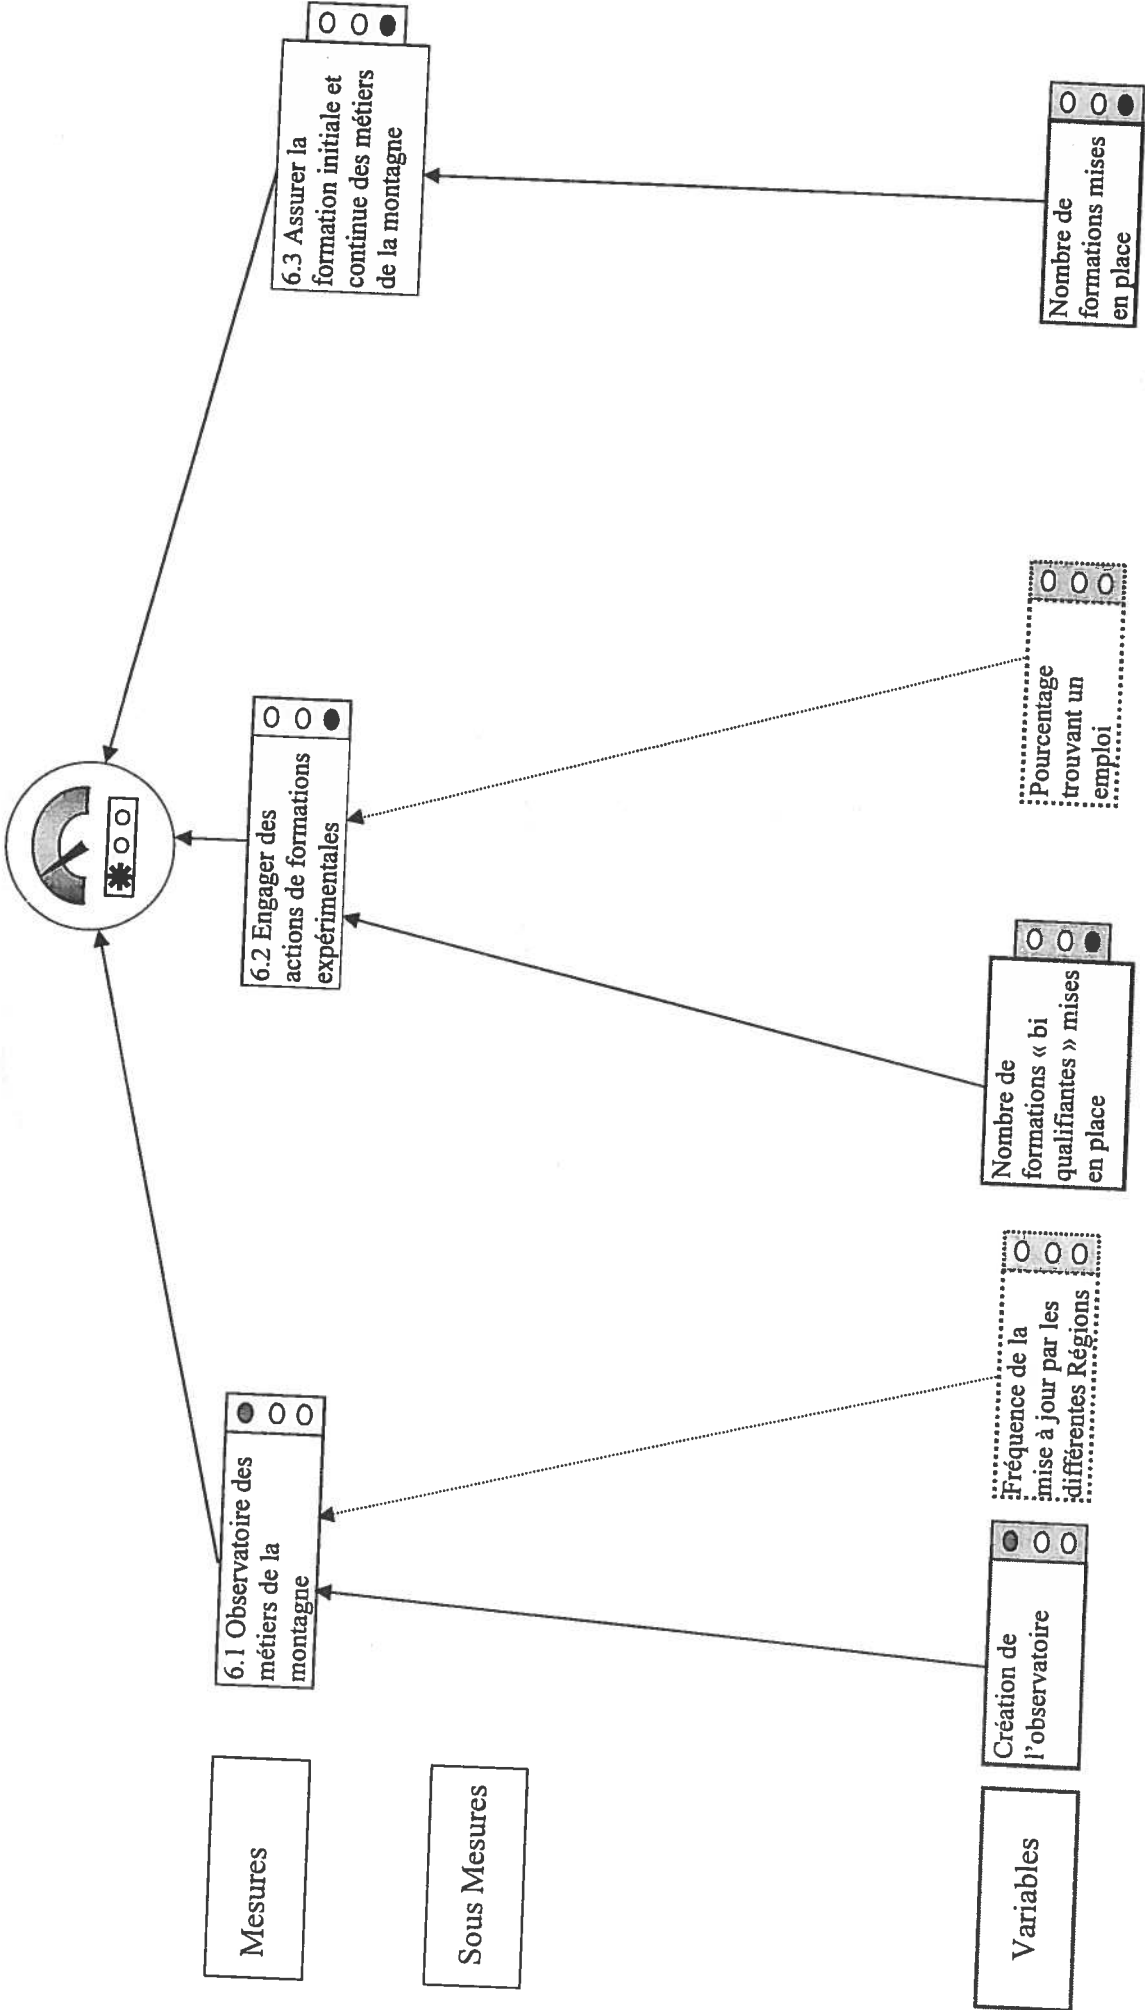 Mesures
6.1 Observatoire des
métiers de la
montagne
6.2 Engager des
actions de formations
expérimentales
6.3 Assurer la
formation initiale et
continue des métiers
de la montagne
Sous Mesures
Variables
Création de
l'observatoire
Fréquence de la
mise à jour par les
différentes Régions
Nombre de
formations « bi
qualifiantes » mises
en place
Pourcentage
trouvant un
emploi
Nombre de
formations mises
en place